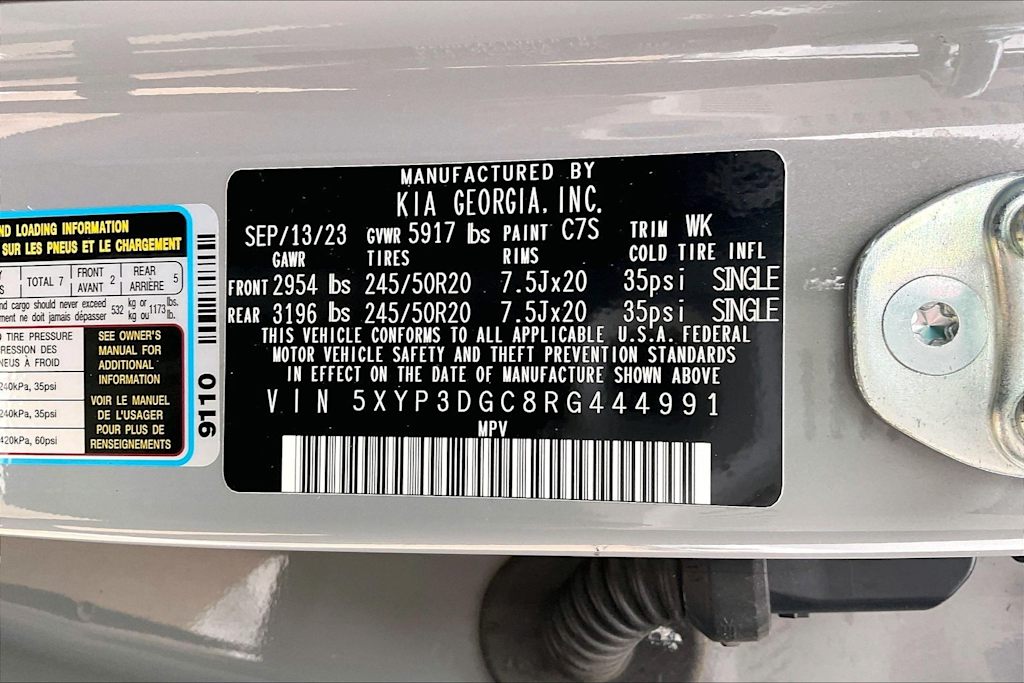 MANUFACTURED BY
KIA GEORGIA, INC.
SEP/13/23 GVWR 5917 lbs PAINT C7S TRIM WK
GAWR TIRES RIMS COLD TIRE INFL
FRONT 2954 lbs 245/50R20 7.5Jx20 35psi SINGLE
REAR 3196 lbs 245/50R20 7.5Jx20 35psi SINGLE
THIS VEHICLE CONFORMS TO ALL APPLICABLE U.S.A. FEDERAL
MOTOR VEHICLE SAFETY AND THEFT PREVENTION STANDARDS
IN EFFECT ON THE DATE OF MANUFACTURE SHOWN ABOVE
VIN 5XYP3DGC8RG444991
MPV
LOADING INFORMATION
SUR LES PNEUS ET LE CHARGEMENT
TOTAL 7 FRONT AVANT 2 REAR ARRIÈRE 5
cargo should never exceed 532 kg or 1173 lbs.
ne doit jamais dépasser kg ou lb.
TIRE PRESSURE
DES
À FROID
240kPa, 35psi
240kPa, 35psi
420kPa, 60psi
SEE OWNER'S
MANUAL FOR
ADDITIONAL
INFORMATION
VOIR LE MANUEL
DE L'USAGER
POUR PLUS DE
RENSEIGNEMENTS
9110